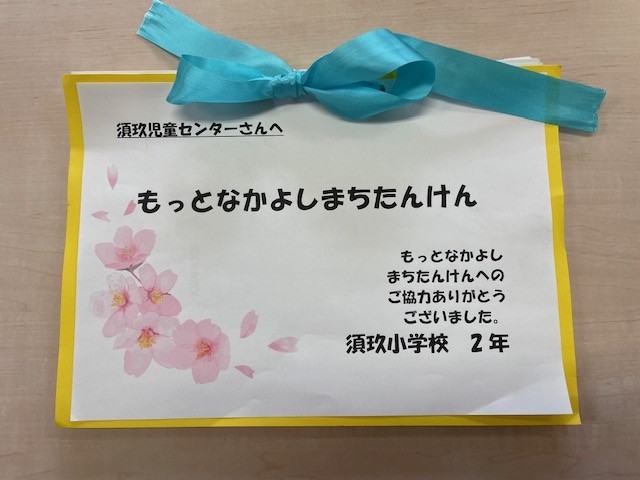 須玖児童センターさんへ
もっとなかよしまちたんけん
もっとなかよし
まちたんけんへの
ご協力ありがとう
ございました。
須玖小学校　２年